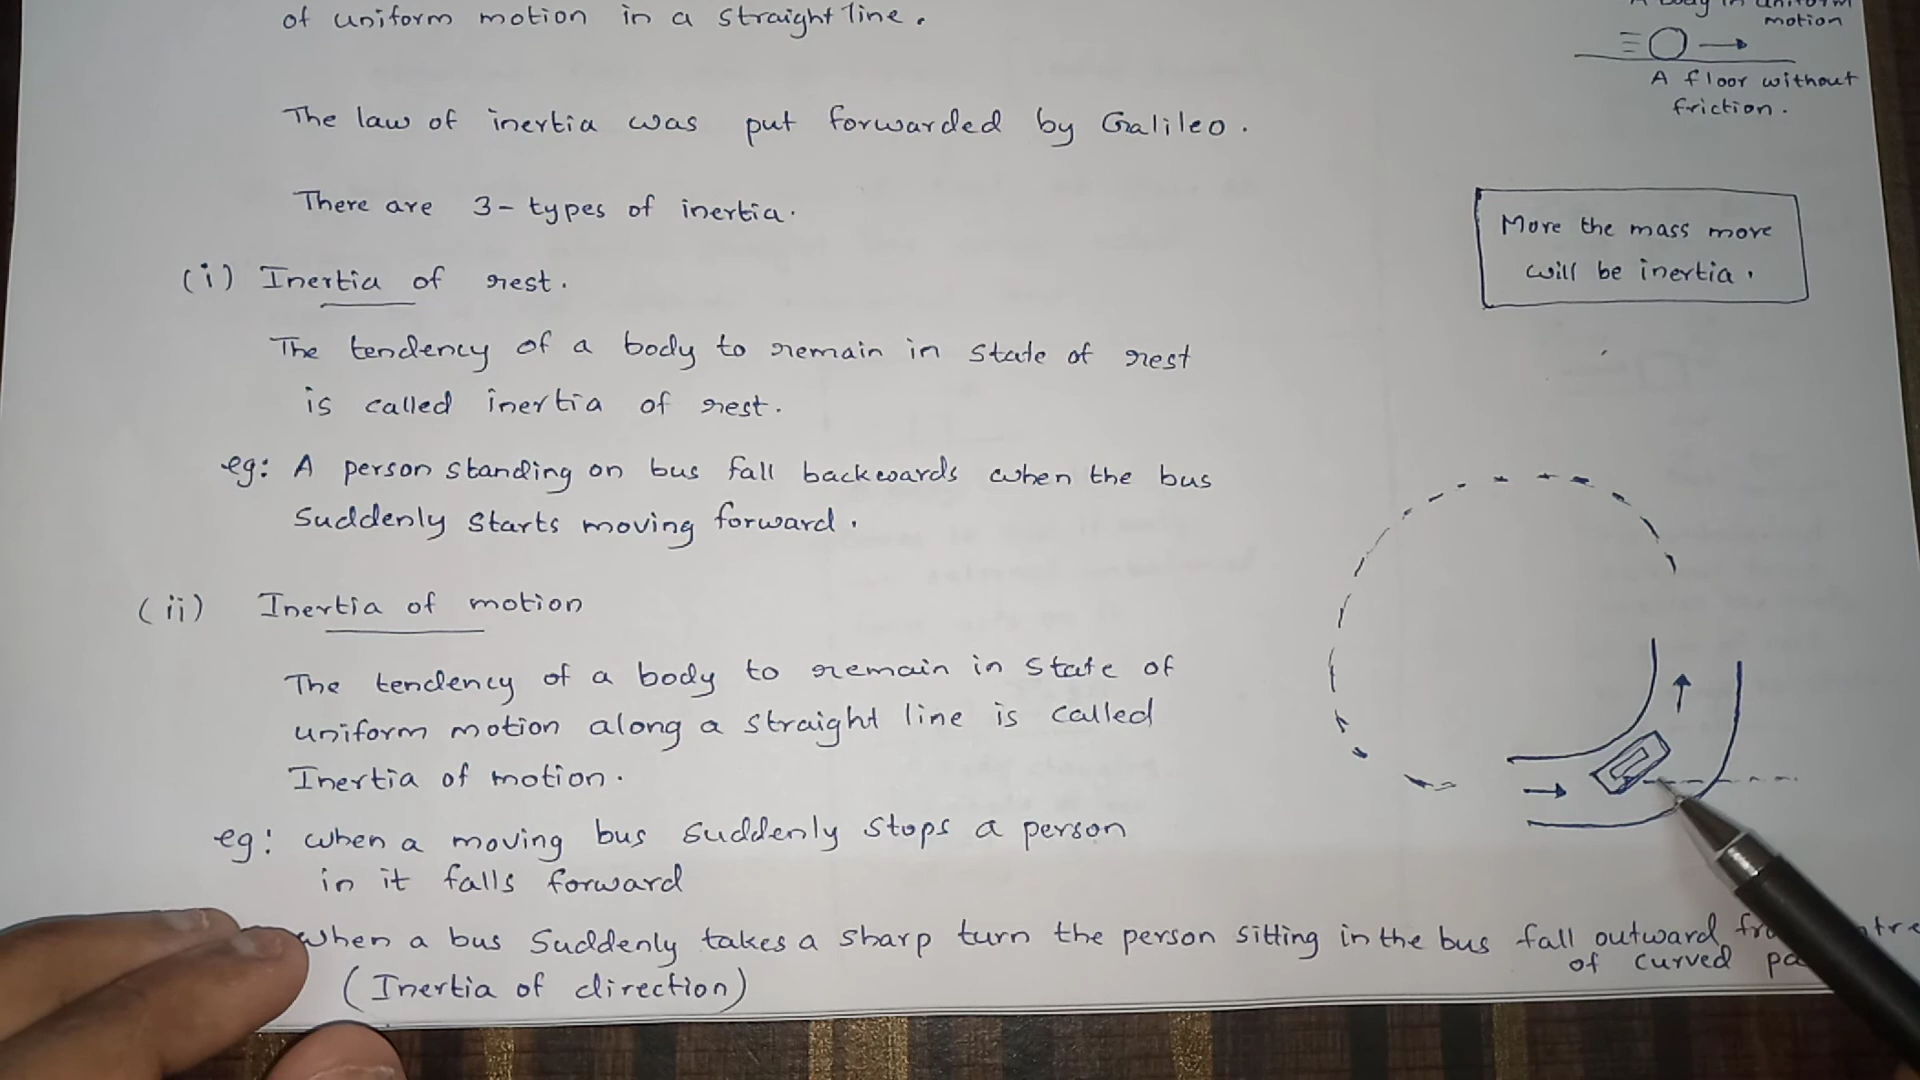 of uniform motion in a straight line.
motion
A floor without
friction.
The law of inertia was put forwarded by Galileo.
There are 3-types of inertia.
More the mass more
will be inertia.
(i) Inertia of rest.
The tendency of a body to remain in state of rest
is called inertia of rest.
eg: A person standing on bus fall backwards when the bus
suddenly starts moving forward.
(ii) Inertia of motion
The tendency of a body to remain in state of
uniform motion along a straight line is called
Inertia of motion.
eg: when a moving bus suddenly stops a person
in it falls forward
when a bus Suddenly takes a sharp turn the person sitting in the bus fall outward
of curved
(Inertia of direction)